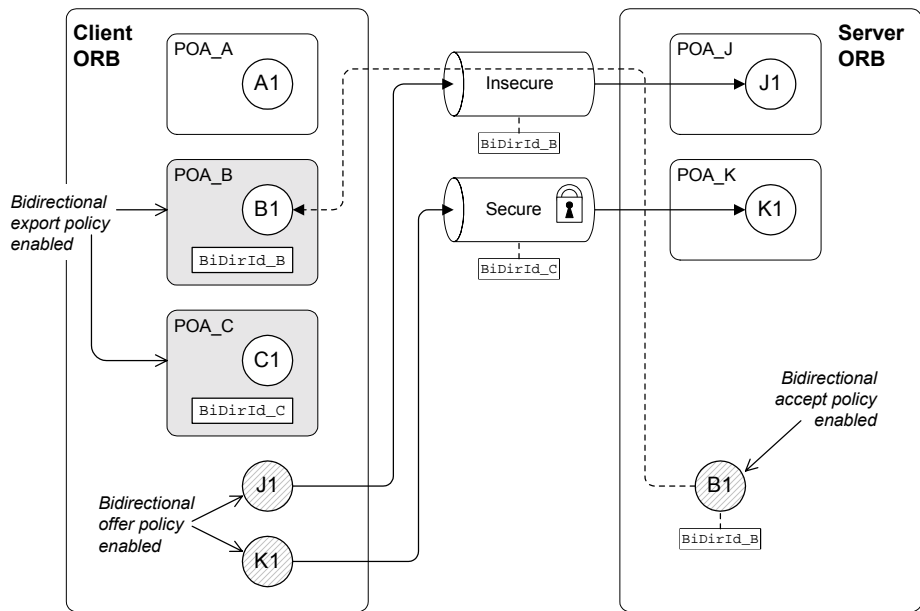 Client
ORB
POA_A
A1
POA_B
B1
BiDirId_B
Bidirectional
export policy
enabled
POA_C
C1
BiDirId_C
J1
Bidirectional
offer policy
enabled
K1
Insecure
BiDirId_B
Secure
BiDirId_C
Server
ORB
POA_J
J1
POA_K
K1
Bidirectional
accept policy
enabled
B1
BiDirId_B